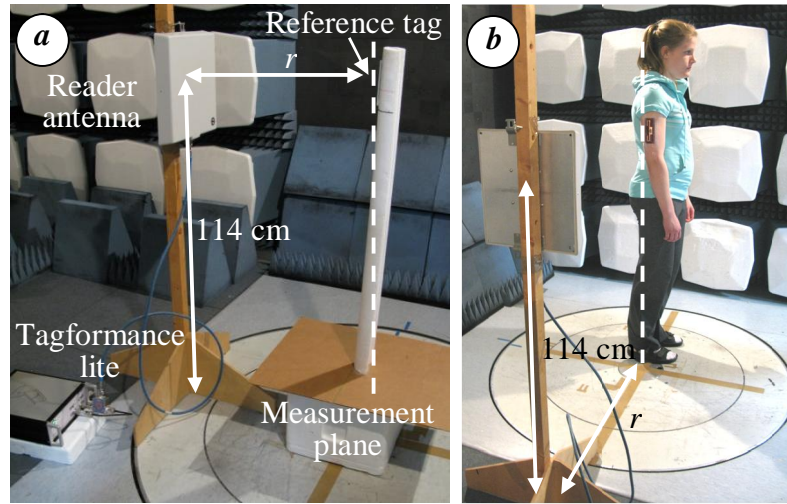 a
Reference tag
r
Reader
antenna
114 cm
Tagformance
lite
Measurement
plane
b
114 cm
r